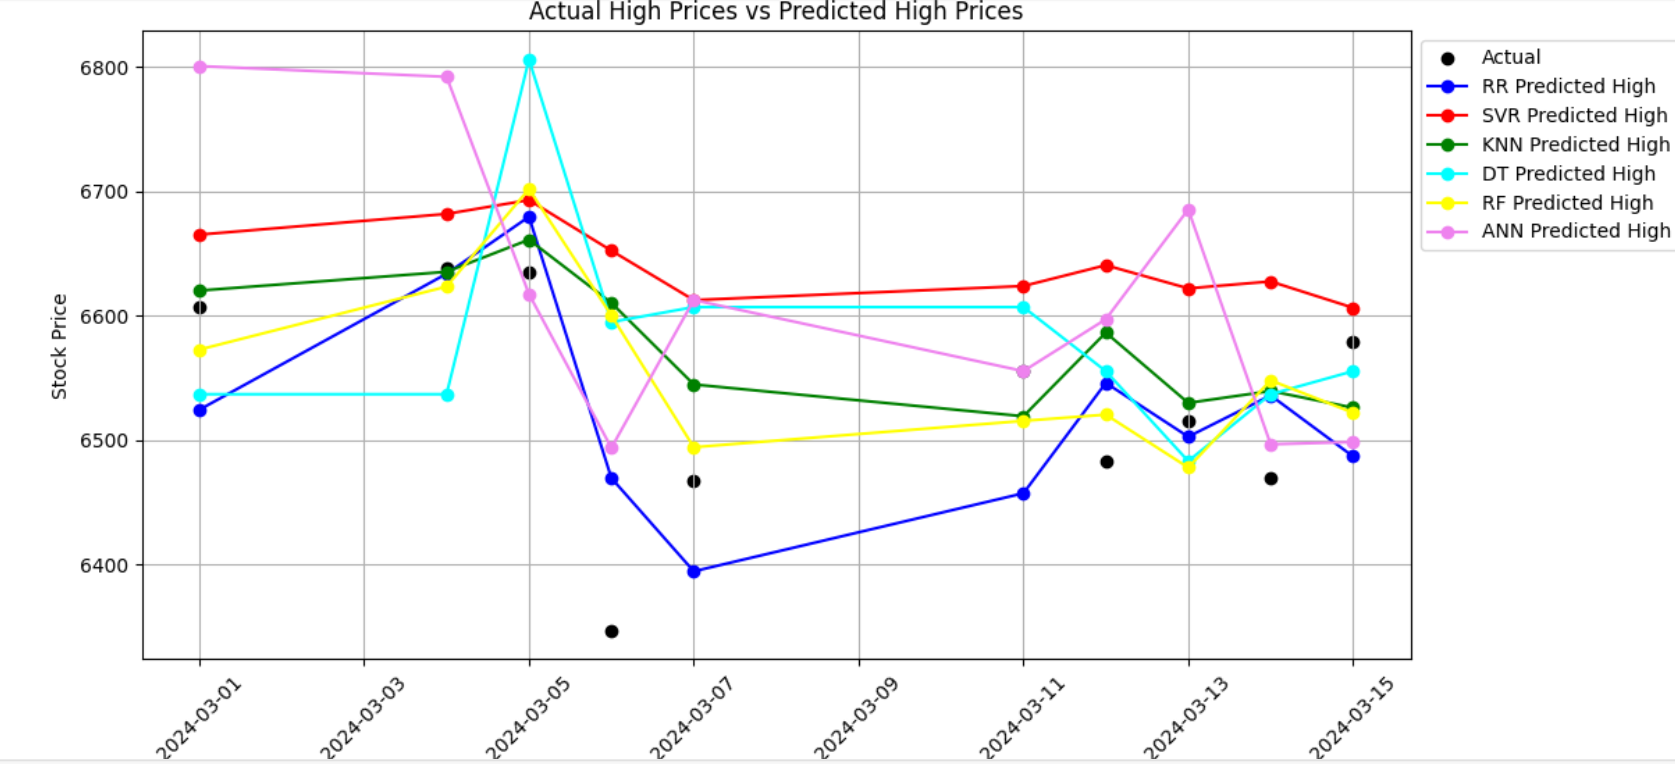 Actual High Prices vs Predicted High Prices
Stock Price
6800
6700
6600
6500
6400
2024-03-01
2024-03-03
2024-03-05
2024-03-07
2024-03-09
2024-03-11
2024-03-13
2024-03-15
Actual
RR Predicted High
SVR Predicted High
KNN Predicted High
DT Predicted High
RF Predicted High
ANN Predicted High